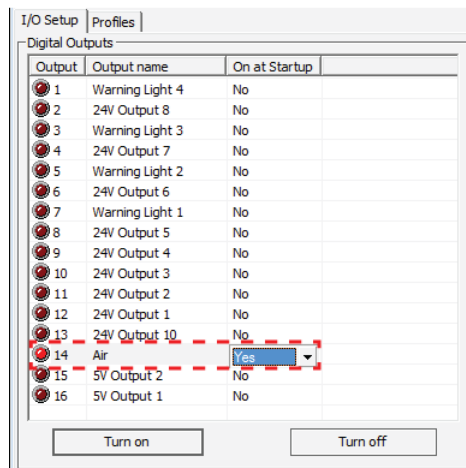 I/O Setup Profiles
Digital Outputs
Output Output name On at Startup
1 Warning Light 4 No
2 24V Output 8 No
3 Warning Light 3 No
4 24V Output 7 No
5 Warning Light 2 No
6 24V Output 6 No
7 Warning Light 1 No
8 24V Output 5 No
9 24V Output 4 No
10 24V Output 3 No
11 24V Output 2 No
12 24V Output 1 No
13 24V Output 10 No
14 Air Yes
15 5V Output 2 No
16 5V Output 1 No
Turn on Turn off